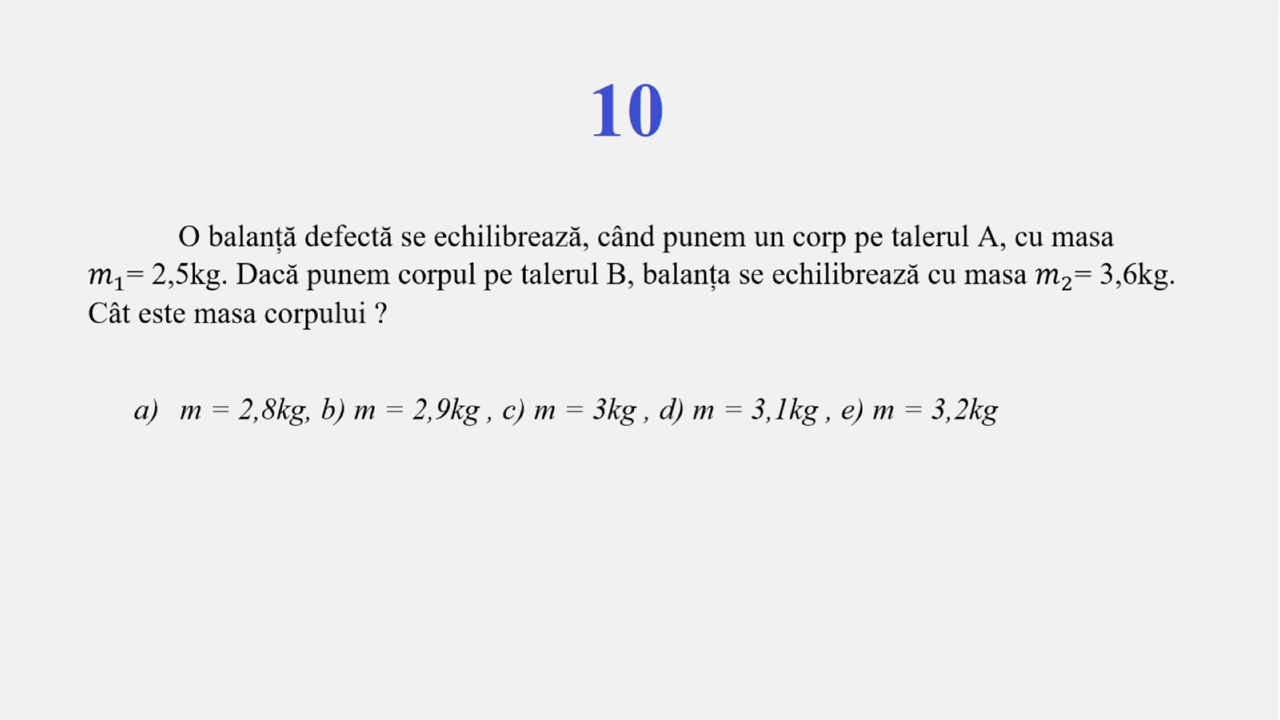 10
O balanță defectă se echilibrează, când punem un corp pe talerul A, cu masa
m₁= 2,5kg. Dacă punem corpul pe talerul B, balanța se echilibrează cu masa m₂= 3,6kg.
Cât este masa corpului ?
a) m = 2,8kg, b) m = 2,9kg , c) m = 3kg , d) m = 3,1kg , e) m = 3,2kg